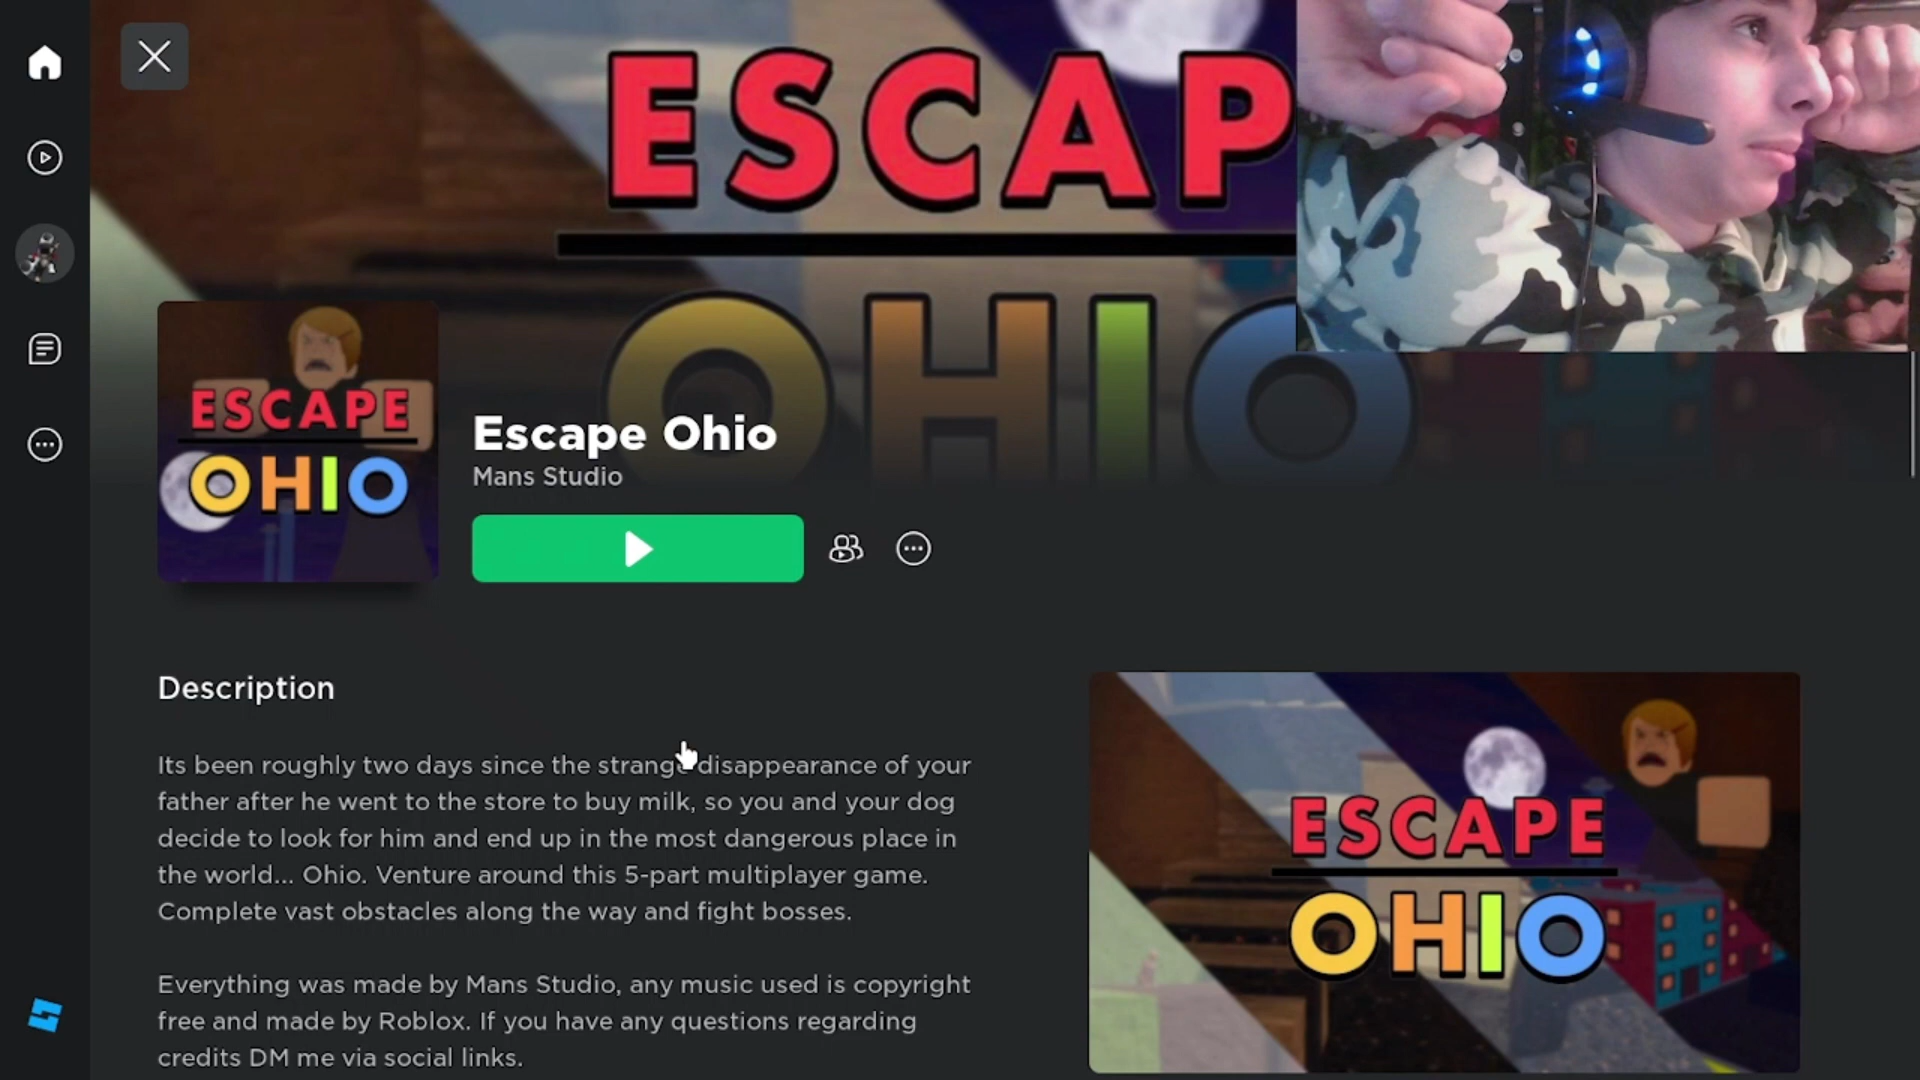 ESCAP
OHIO
ESCAPE
OHIO
Escape Ohio
Mans Studio
Description
Its been roughly two days since the strange disappearance of your
father after he went to the store to buy milk, so you and your dog
decide to look for him and end up in the most dangerous place in
the world... Ohio. Venture around this 5-part multiplayer game.
Complete vast obstacles along the way and fight bosses.
Everything was made by Mans Studio, any music used is copyright
free and made by Roblox. If you have any questions regarding
credits DM me via social links.
ESCAPE
OHIO